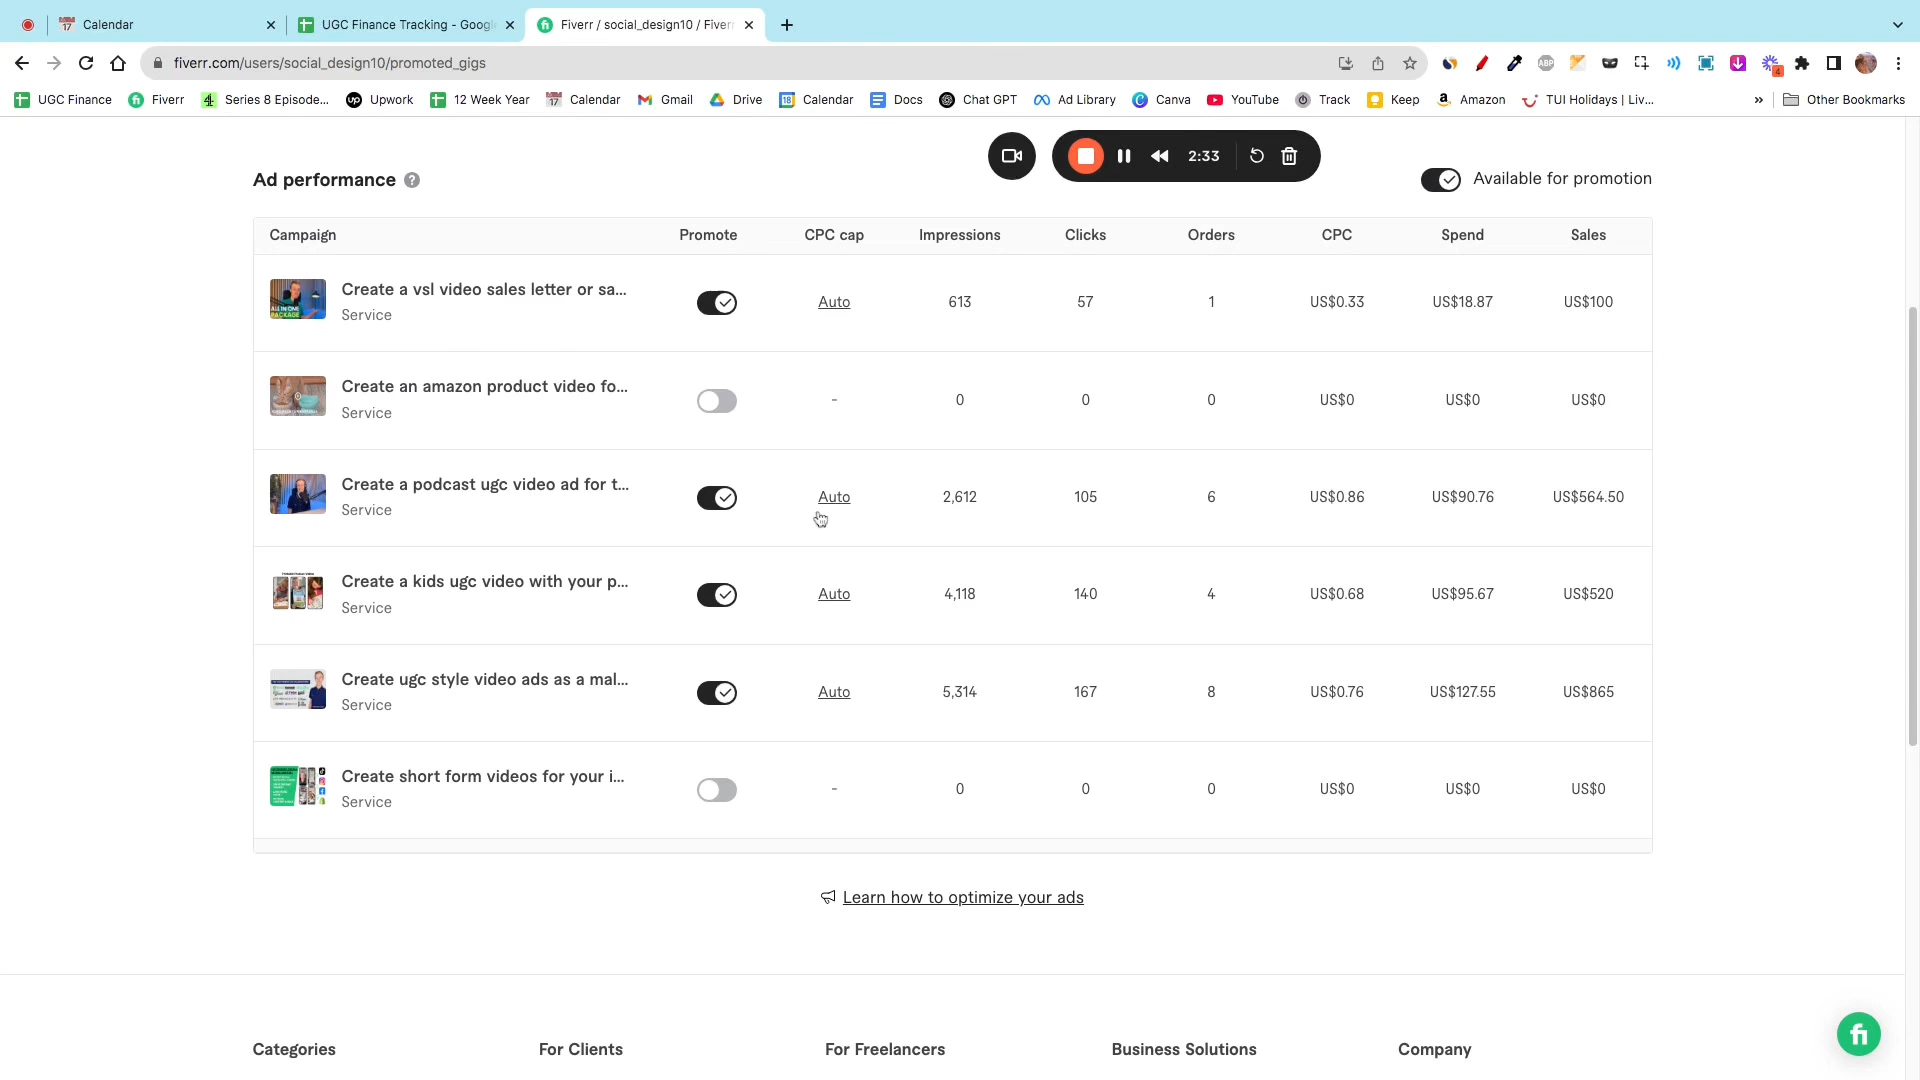 Calendar
UGC Finance Tracking - Google
Fiverr / social_design10 / Fiverr
fiverr.com/users/social_design10/promoted_gigs
ABP
4
UGC Finance
Fiverr
Series 8 Episode...
Upwork
12 Week Year
Calendar
Gmail
Drive
Calendar
Docs
Chat GPT
Ad Library
Canva
YouTube
Track
Keep
Amazon
TUI Holidays | Liv...
» Other Bookmarks
2:33
Ad performance ?
Available for promotion
Campaign Promote CPC cap Impressions Clicks Orders CPC Spend Sales
ALL IN ONE
PACKAGE
Create a vsl video sales letter or sa...
Service
Auto 613 57 1 US$0.33 US$18.87 US$100
Create an amazon product video fo...
Service
- 0 0 0 US$0 US$0 US$0
Create a podcast ugc video ad for t...
Service
Auto 2,612 105 6 US$0.86 US$90.76 US$564.50
Create a kids ugc video with your p...
Service
Auto 4,118 140 4 US$0.68 US$95.67 US$520
Create ugc style video ads as a mal...
Service
Auto 5,314 167 8 US$0.76 US$127.55 US$865
Create short form videos for your i...
Service
- 0 0 0 US$0 US$0 US$0
Learn how to optimize your ads
Categories
For Clients
For Freelancers
Business Solutions
Company
fi